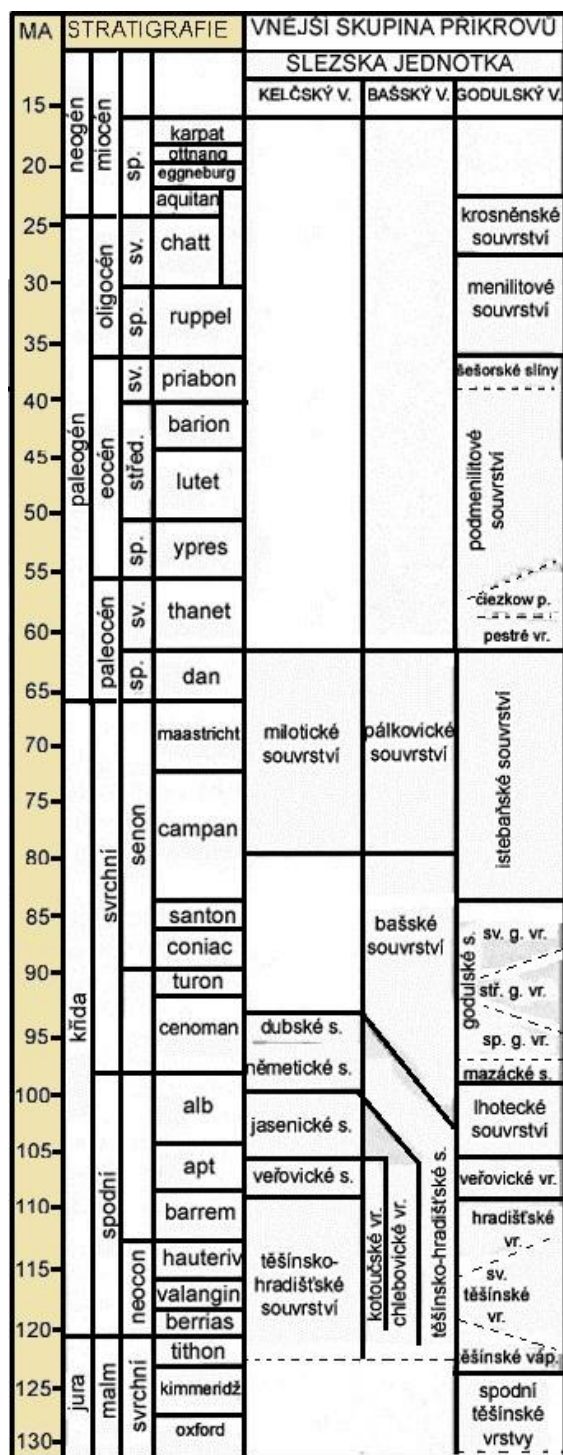 MA
STRATIGRAFIE
VNĚJŠI SKUPINA PŘÍKROVŮ
SLEZSKA JEDNOTKA
KELČSKÝ V.
BAŠSKÝ V.
GODULSKÝ V.
15
20
25
30
35
40
45
50
55
60
65
70
75
80
85
90
95
100
105
110
115
120
125
130
neogén
paleogén
křída
jura
miocén
oligocén
eocén
paleocén
svrchní
spodní
malm
sp.
sv.
sp.
sv.
střed.
sp.
sv.
sp.
senon
neocon
svrchní
karpat
ottnang
eggneburg
aquitan
chatt
ruppel
priabon
barion
lutet
ypres
thanet
dan
maastricht
campan
santon
coniac
turon
cenoman
alb
apt
barrem
hauteriv
valangin
berrias
tithon
kimmeridž
oxford
milotické
souvrství
dubské s.
němetické s.
jasenické s.
veřovické s.
těšínsko-
hradišťské
souvrství
pálkovické
souvrství
bašské
souvrství
kotoučské vr.
chlebovické vr.
těšínsko-hradišťské s.
krosněnské
souvrství
menilitové
souvrství
šešorské slíny
podmenilitové
souvrství
čiezkow p.
pestré vr.
istebaňské souvrství
godulské s.
sv. g. vr.
stř. g. vr.
sp. g. vr.
mazácké s.
lhotecké
souvrství
veřovické vr.
hradišťské
vr.
sv.
těšínské
vr.
těšínské váp.
spodní
těšínské
vrstvy